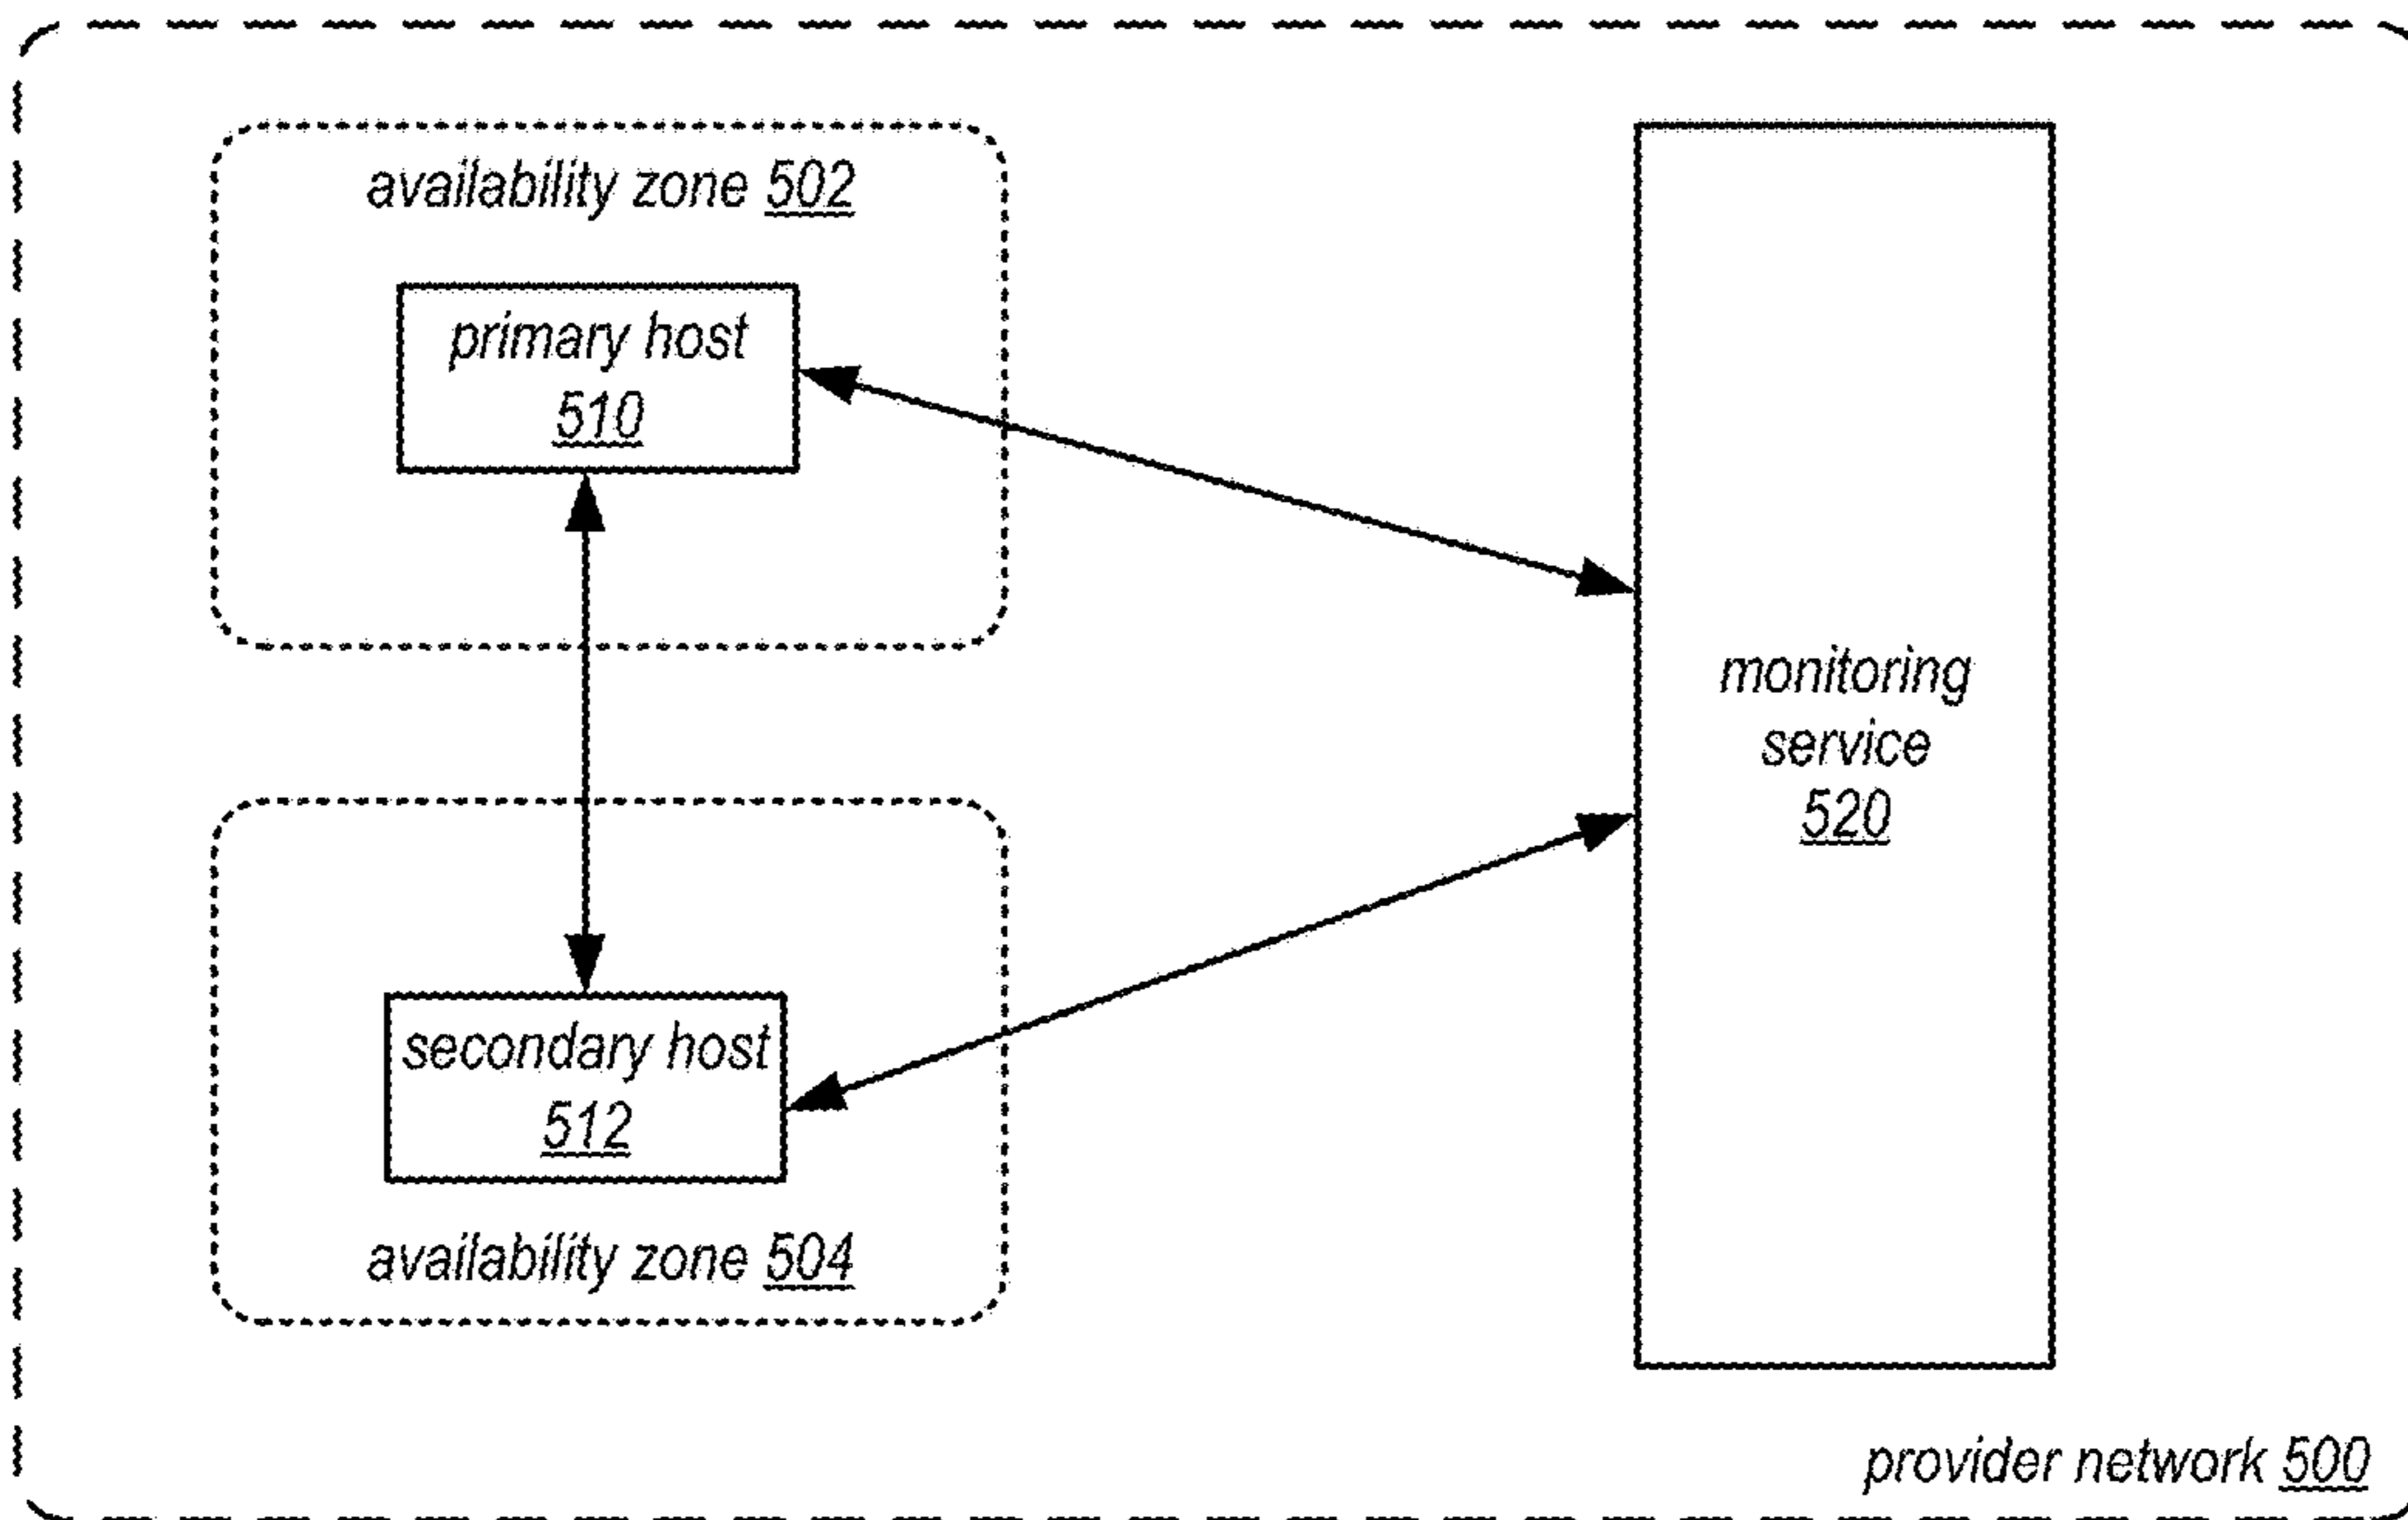 availability zone 502
primary host
510
monitoring
service
520
secondary host
512
availability zone 504
provider network 500